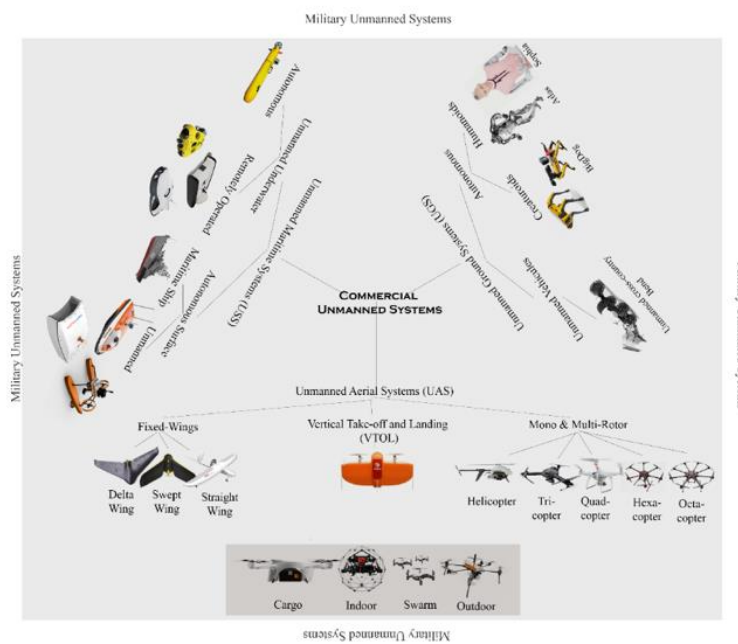 Military Unmanned Systems
Sophia
Atlas
Humanoids
BigDog
Creaturoids
Autonomous
Unmanned Ground Systems (UGS)
Unmanned Vehicules
Unmanned cross-country
Autonomous
Unmanned Underwater
Remotely Operated
Unmanned Maritime Systems (USS)
Maritime Ship
Autonomous Surface
Unmanned
Military Unmanned Systems
COMMERCIAL
UNMANNED SYSTEMS
Unmanned Aerial Systems (UAS)
Fixed-Wings
Vertical Take-off and Landing
(VTOL)
Mono & Multi-Rotor
Delta
Wing
Swept
Wing
Straight
Wing
Helicopter
Tri-
copter
Quad-
copter
Hexa-
copter
Octa-
copter
Cargo
Indoor
Swarm
Outdoor
Military Unmanned Systems